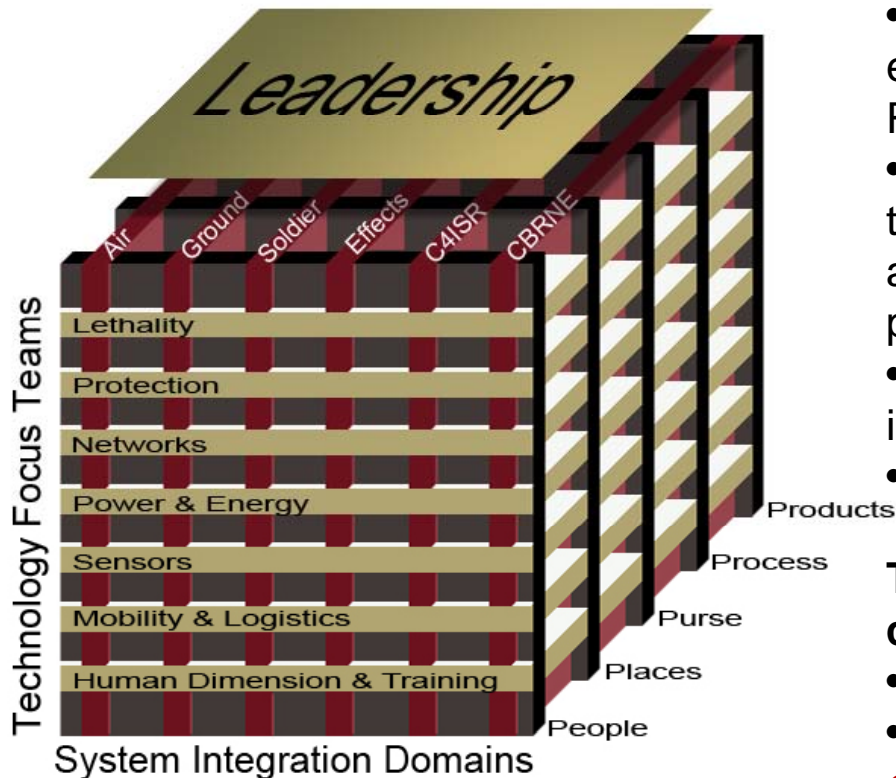 Leadership
Air
Ground
Soldier
Effects
C4ISR
CBRNE
Technology Focus Teams
Lethality
Protection
Networks
Power & Energy
Sensors
Mobility & Logistics
Human Dimension & Training
Products
Process
Purse
Places
People
System Integration Domains
•
•
•
•
•
•